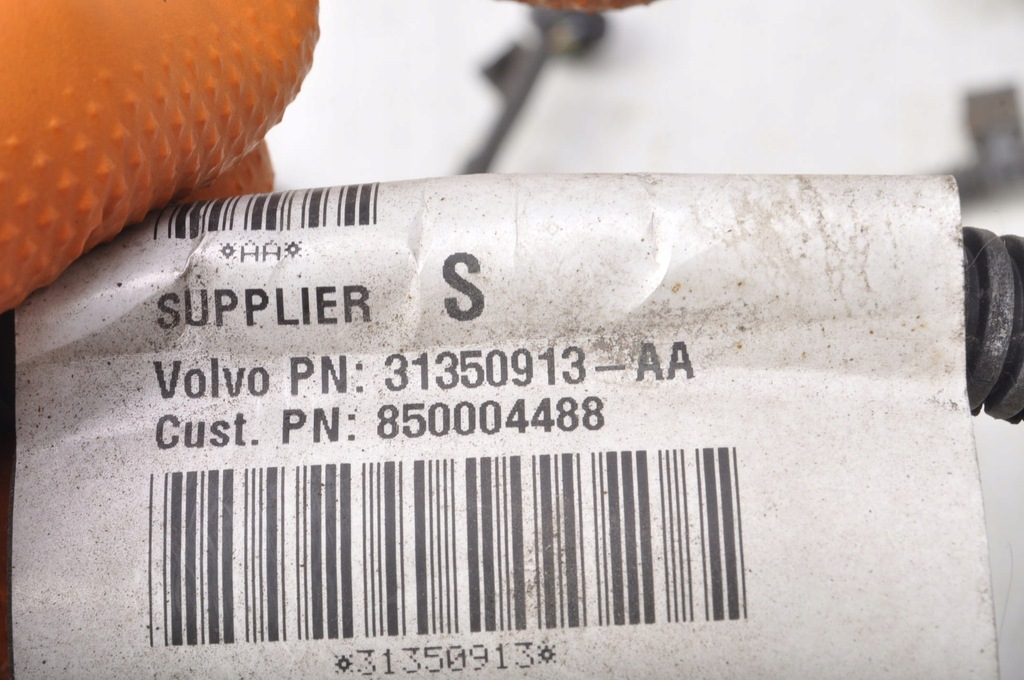 *AA*
SUPPLIER S
Volvo PN: 31350913-AA
Cust. PN: 850004488
*31350913*